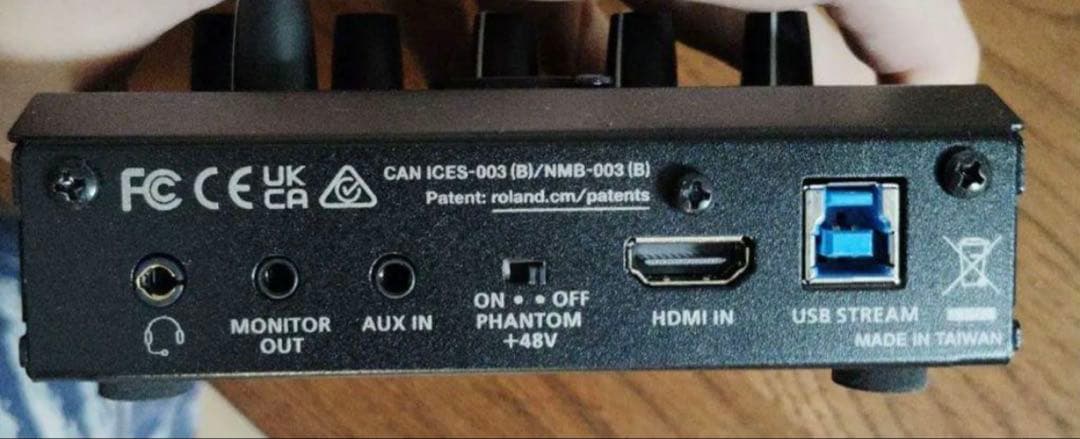 FC CE UK CA
CAN ICES-003 (B)/NMB-003 (B)
Patent: roland.cm/patents
MONITOR OUT
AUX IN
ON • • OFF
PHANTOM
+48V
HDMI IN
USB STREAM
MADE IN TAIWAN